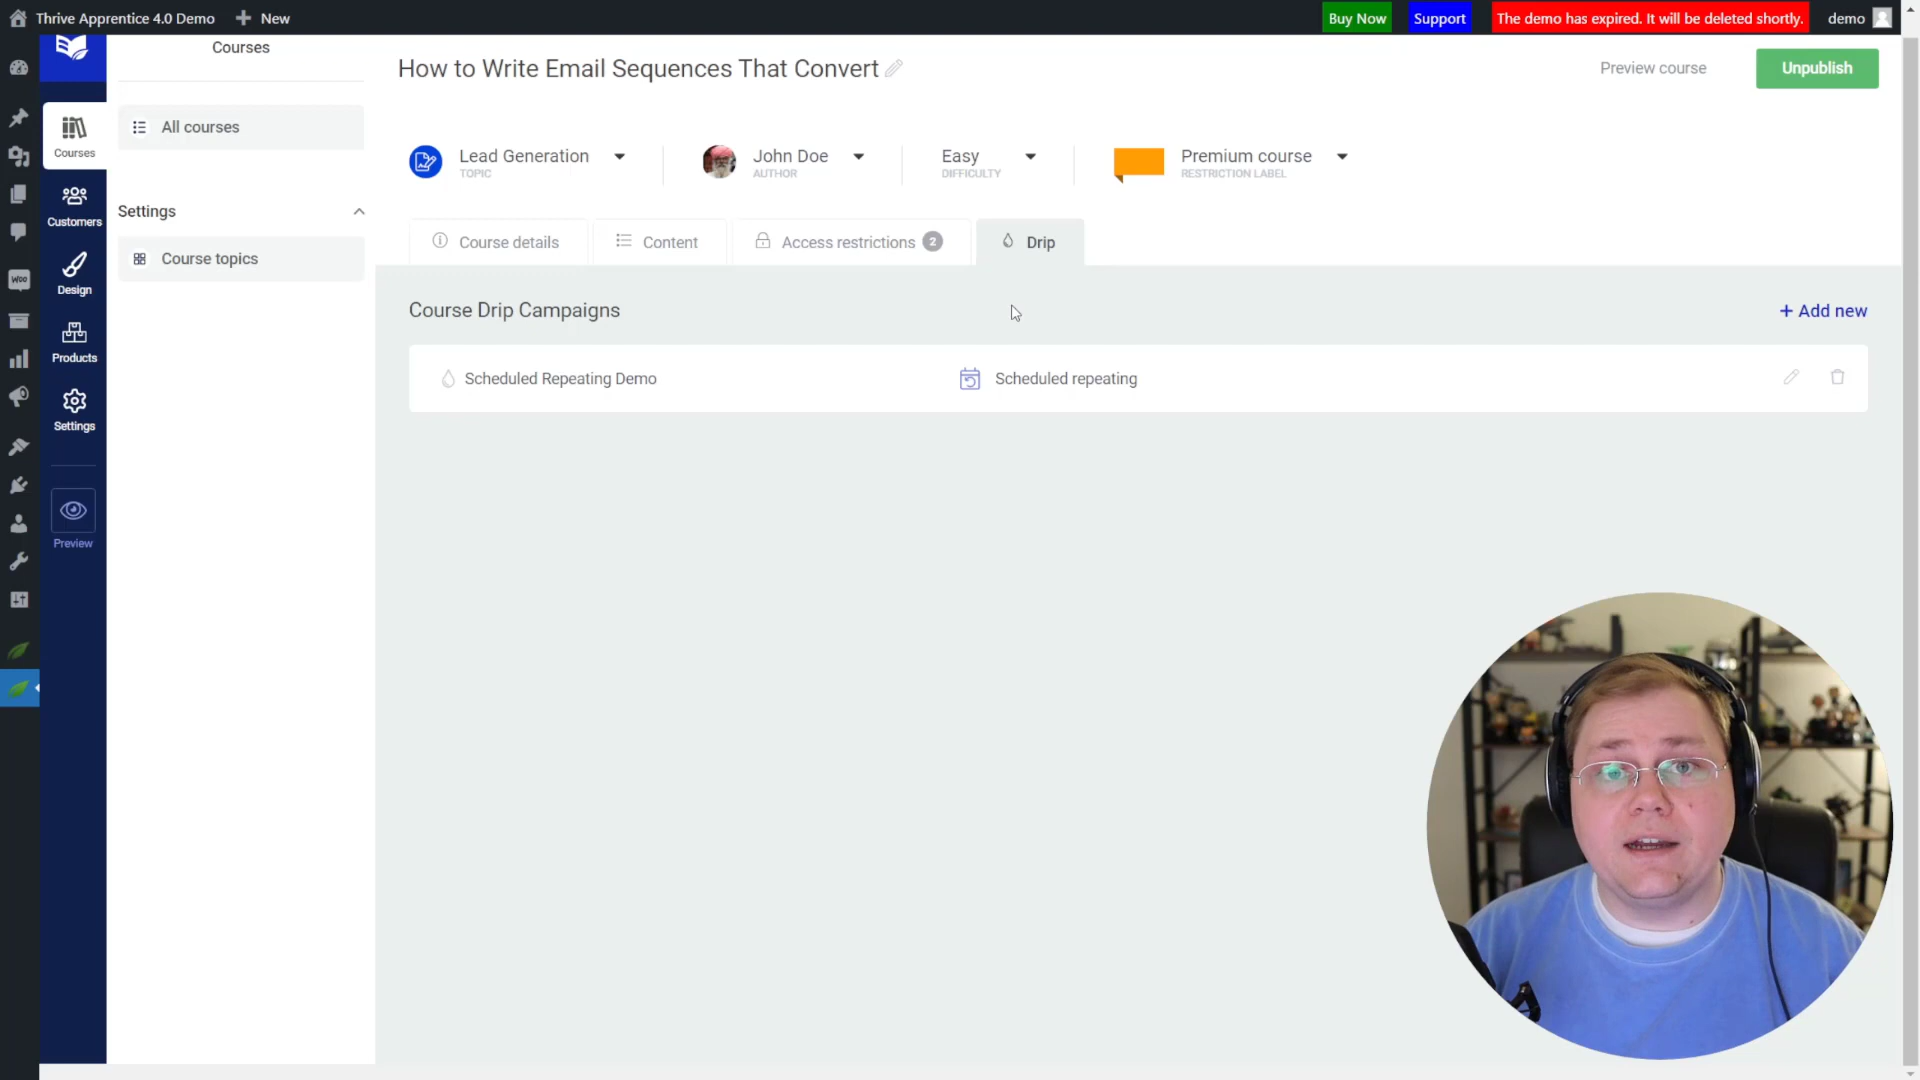 Thrive Apprentice 4.0 Demo
New
Buy Now
Support
The demo has expired. It will be deleted shortly.
demo
Courses
Customers
Design
Products
Settings
Preview
Woo
Courses
All courses
Settings
Course topics
How to Write Email Sequences That Convert
Preview course
Unpublish
Lead Generation
TOPIC
John Doe
AUTHOR
Easy
DIFFICULTY
Premium course
RESTRICTION LABEL
Course details
Content
Access restrictions 2
Drip
Course Drip Campaigns
+ Add new
Scheduled Repeating Demo
Scheduled repeating